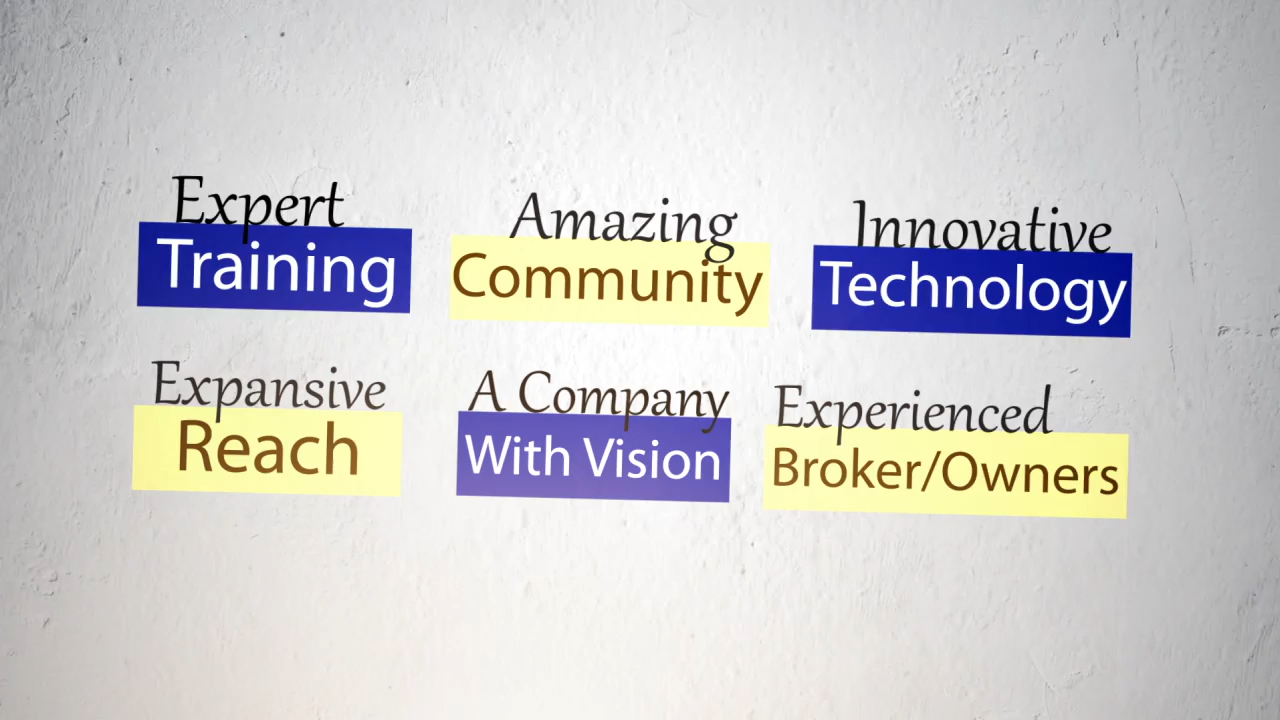 Expert
Training
Amazing
Community
Innovative
Technology
Expansive
Reach
A Company
With Vision
Experienced
Broker/Owners